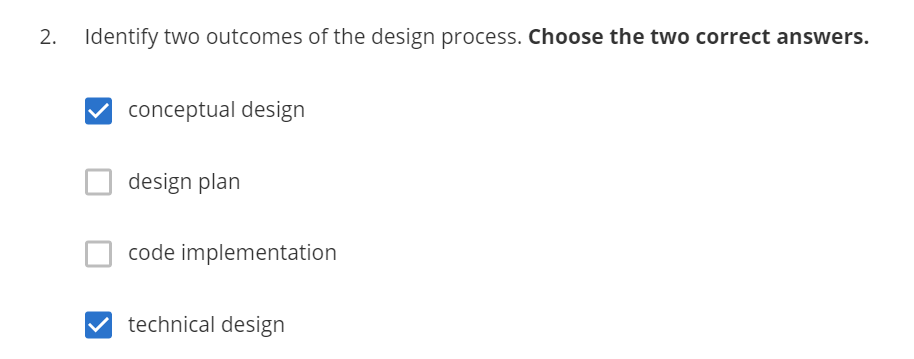 2. Identify two outcomes of the design process. Choose the two correct answers.
conceptual design
design plan
code implementation
technical design